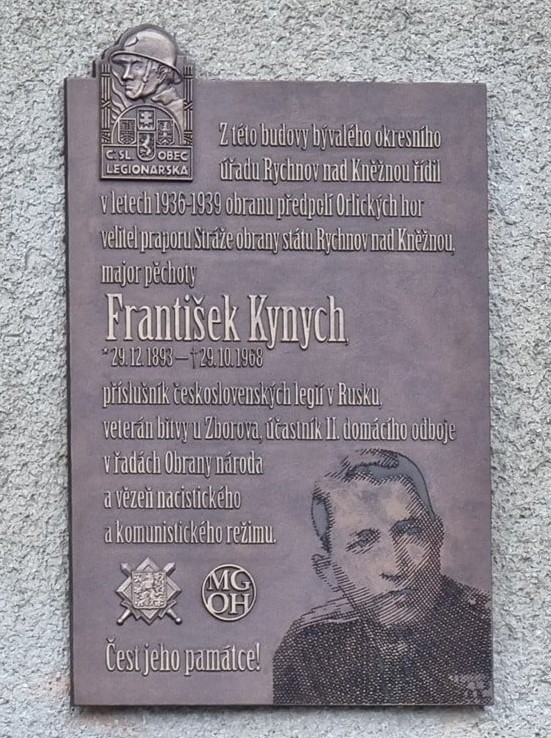 Č.SL. OBEC
LEGIONÁŘSKÁ
Z této budovy bývalého okresního
úřadu Rychnov nad Kněžnou řídil
v letech 1936-1939 obranu předpolí Orlických hor
velitel praporu Stráže obrany státu Rychnov nad Kněžnou,
major pěchoty
František Kynych
* 29. 12. 1893 – † 29. 10. 1968
příslušník československých legií v Rusku,
veterán bitvy u Zborova, účastník II. domácího odboje
v řadách Obrany národa
a vězeň nacistického
a komunistického režimu.
MG
OH
Čest jeho památce!